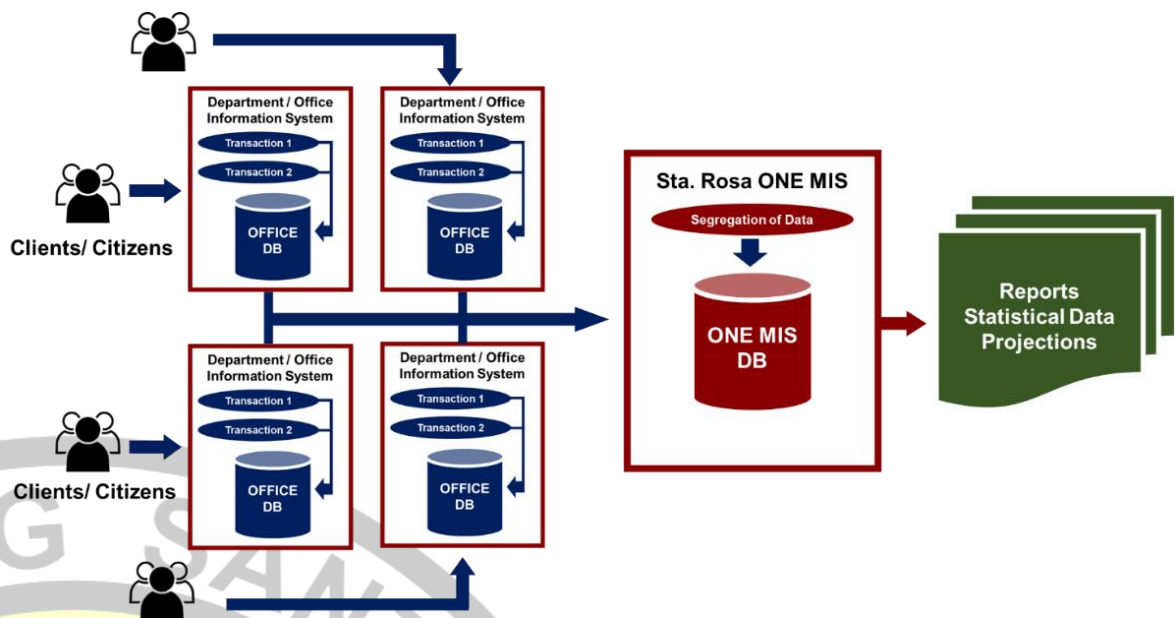 Department / Office
Information System
Transaction 1
Transaction 2
OFFICE
DB
Department / Office
Information System
Transaction 1
Transaction 2
OFFICE
DB
Clients/ Citizens
Sta. Rosa ONE MIS
Segregation of Data
ONE MIS
DB
Reports
Statistical Data
Projections
Department / Office
Information System
Transaction 1
Transaction 2
OFFICE
DB
Department / Office
Information System
Transaction 1
Transaction 2
OFFICE
DB
Clients/ Citizens
G SAN